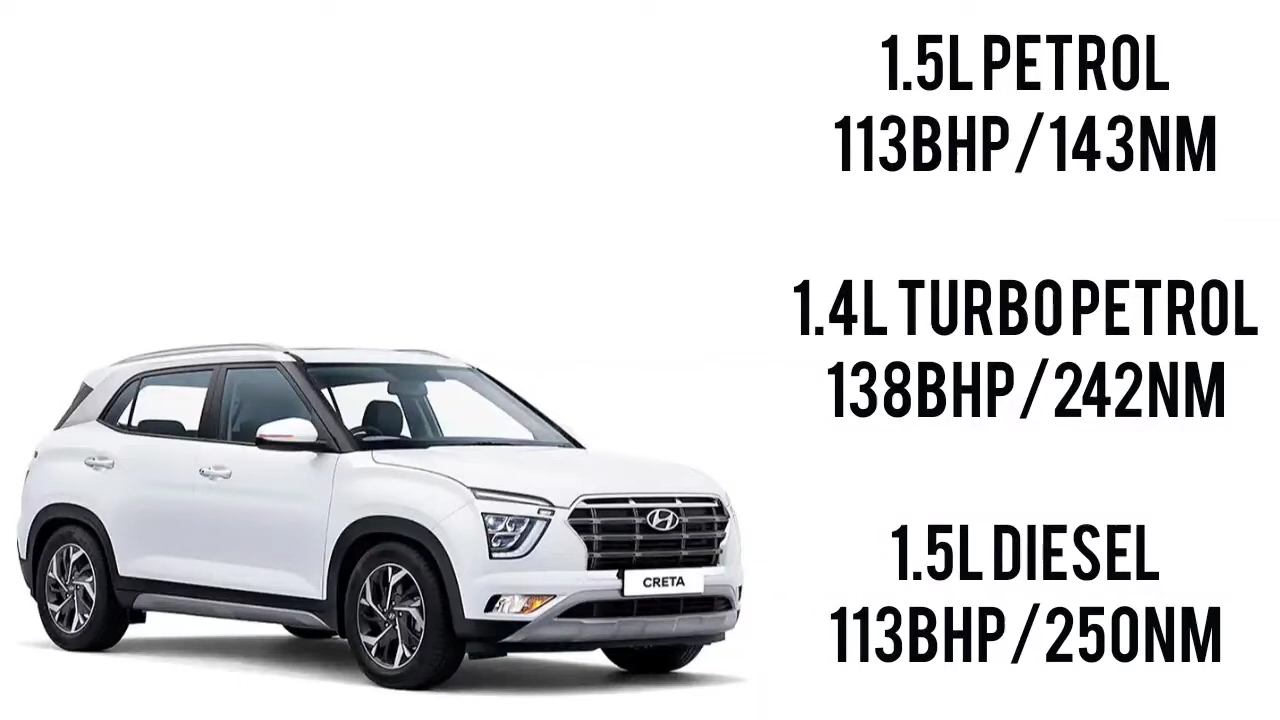 1.5L PETROL
113BHP/143NM
1.4L TURBO PETROL
138BHP/242NM
CRETA
1.5L DIESEL
113BHP/250NM